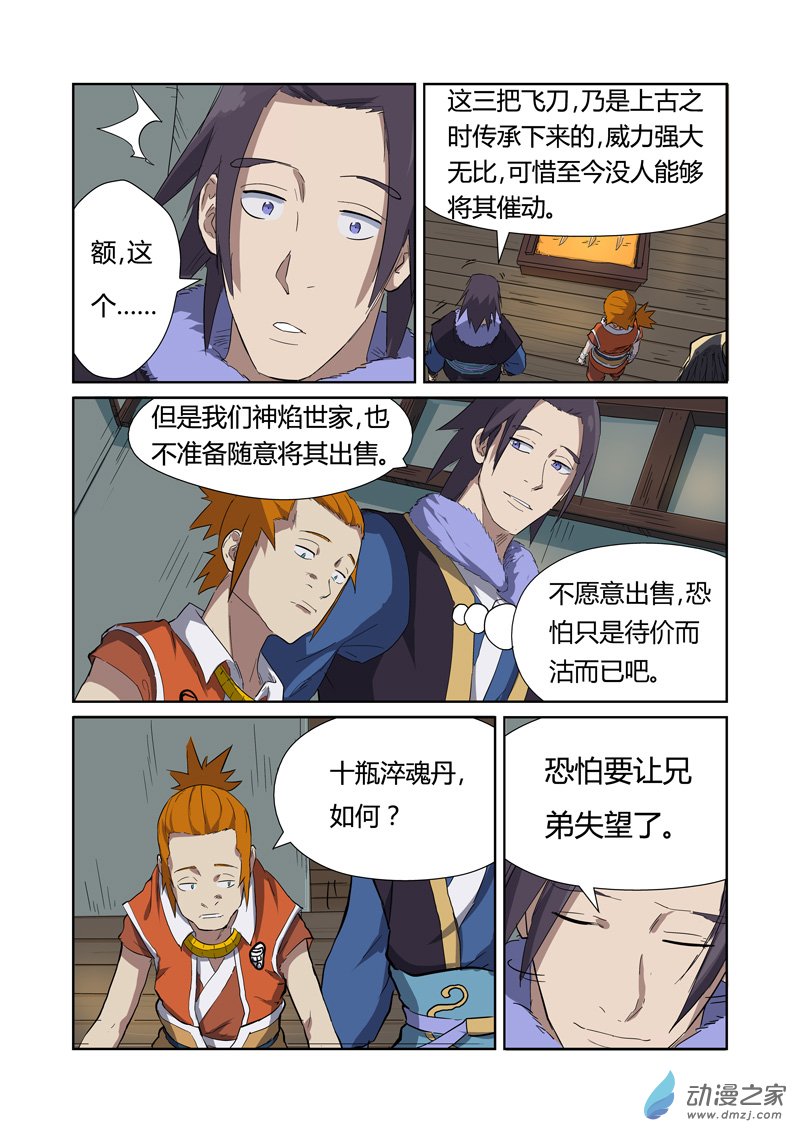 额,这
个……
这三把飞刀,乃是上古之
时传承下来的,威力强大
无比,可惜至今没人能够
将其催动。
但是我们神焰世家,也
不准备随意将其出售。
不愿意出售,恐
怕只是待价而
沽而已吧。
十瓶淬魂丹,
如何？
恐怕要让兄
弟失望了。
动漫之家
www.dmzj.com